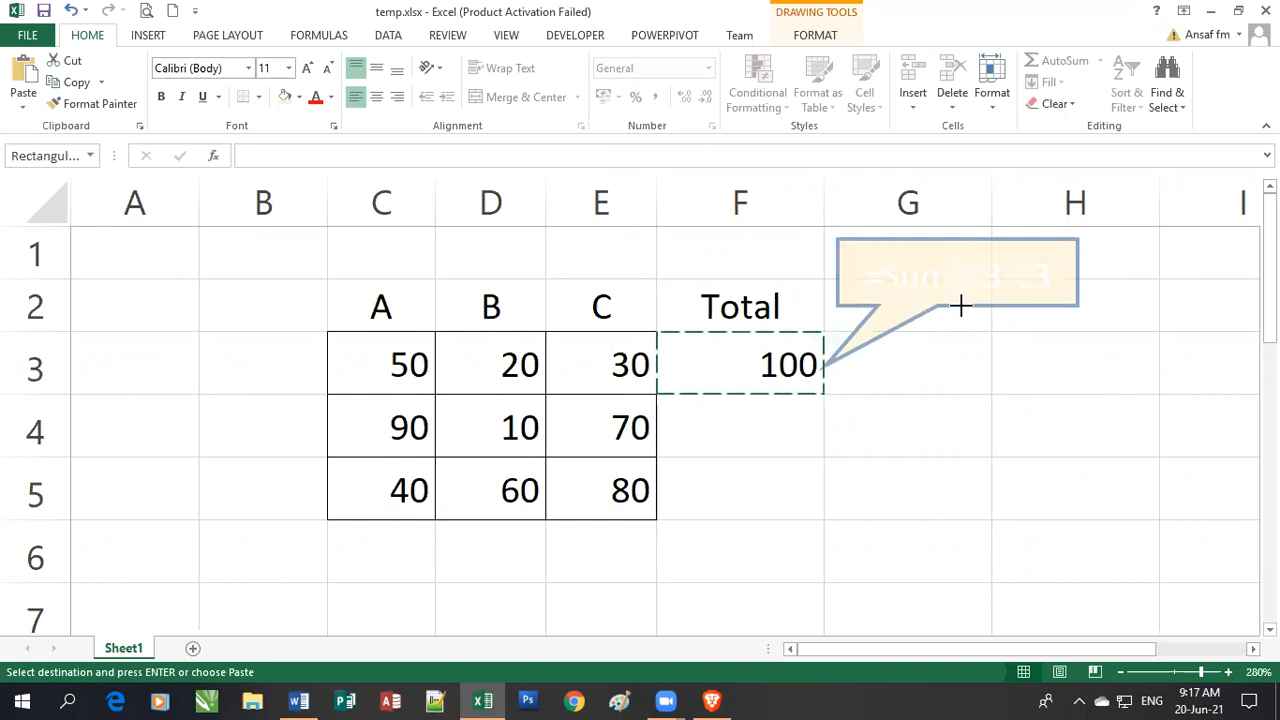 temp.xlsx - Excel (Product Activation Failed)
DRAWING TOOLS
?
FILE HOME INSERT PAGE LAYOUT FORMULAS DATA REVIEW VIEW DEVELOPER POWERPIVOT Team FORMAT Ansaf fm
Cut
Copy
Format Painter
Paste
Clipboard
Calibri (Body) 11
B I U A
Font
Wrap Text
Merge & Center
Alignment
General
%
Number
Conditional Formatting
Format as Table
Cell Styles
Styles
Insert Delete Format
Cells
AutoSum
Fill
Clear
Sort & Filter
Find & Select
Editing
Rectangul... fx
A B C D E F G H I
1
2 A B C Total
3 50 20 30 100
4 90 10 70
5 40 60 80
6
7
Sheet1
Select destination and press ENTER or choose Paste 280%
ENG 9:17 AM
20-Jun-21